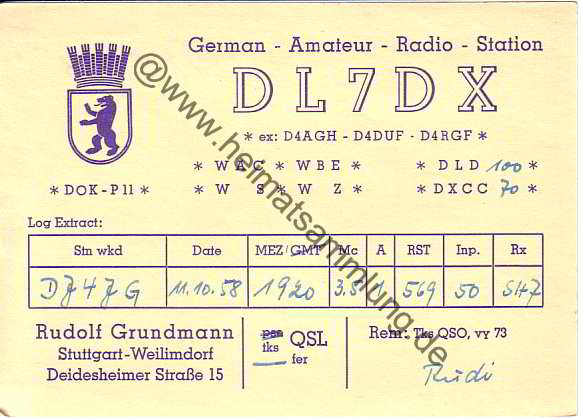 German - Amateur - Radio - Station
DL7DX
* ex: D4AGH - D4DUF - D4RGF *
* WAC * WBE * * DLD 100 *
* DOK - P11 * * W S * W Z * * DXCC 70 *
Log Extract:
Stn wkd Date MEZ/GMT Mc A RST Inp. Rx
DJ4JG 11.10.58 1920 3.5 1 569 50 SH7
Rudolf Grundmann
Stuttgart-Weilimdorf
Deidesheimer Straße 15
pse QSL
tks fer
Rem: Tks QSO, vy 73
Rudi
@www.heimatsammlung.de